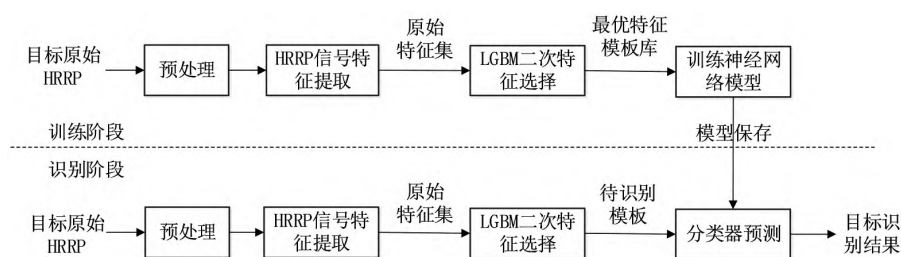 目标原始
HRRP
预处理
HRRP信号特
征提取
原始
特征集
LGBM二次特
征选择
最优特征
模板库
训练神经网
络模型
训练阶段
模型保存
识别阶段
目标原始
HRRP
预处理
HRRP信号特
征提取
原始
特征集
LGBM二次特
征选择
待识别
模板
分类器预测
目标识
别结果